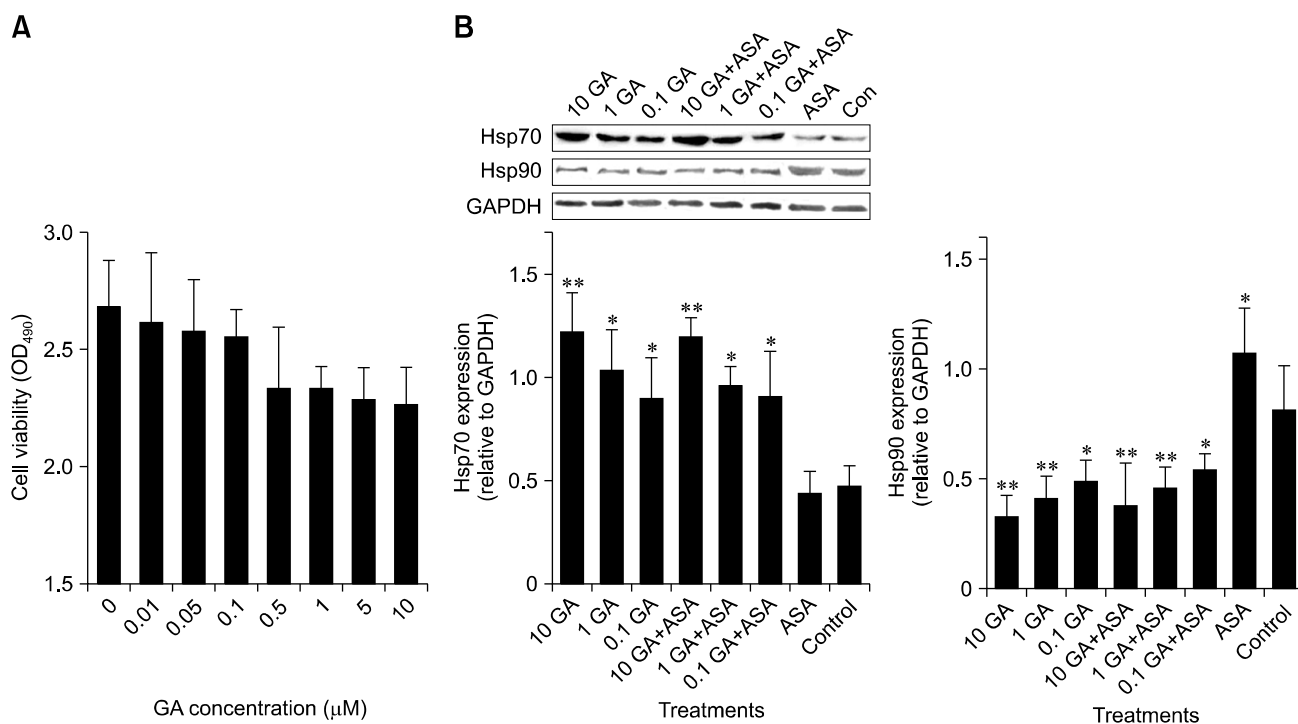 A
B
10 GA
1 GA
0.1 GA
10 GA+ASA
1 GA+ASA
0.1 GA+ASA
ASA
Con
Hsp70
Hsp90
GAPDH
Cell viability (OD490)
3.0
2.5
2.0
1.5
0
0.01
0.05
0.1
0.5
1
5
10
GA concentration (μM)
Hsp70 expression
(relative to GAPDH)
1.5
1.0
0.5
0
**
*
*
**
*
*
10 GA
1 GA
0.1 GA
10 GA+ASA
1 GA+ASA
0.1 GA+ASA
ASA
Control
Treatments
Hsp90 expression
(relative to GAPDH)
1.5
1.0
0.5
0
**
**
*
**
**
*
*
10 GA
1 GA
0.1 GA
10 GA+ASA
1 GA+ASA
0.1 GA+ASA
ASA
Control
Treatments